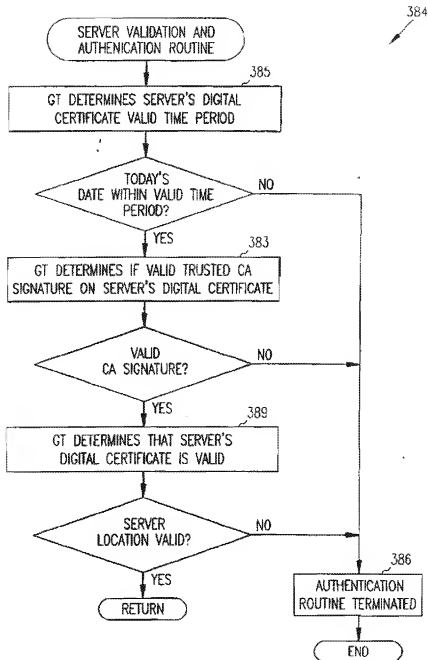 384
SERVER VALIDATION AND
AUTHENICATION ROUTINE
385
GT DETERMINES SERVER'S DIGITAL
CERTIFICATE VALID TIME PERIOD
TODAY'S
DATE WITHIN VALID TIME
PERIOD?
NO
YES
383
GT DETERMINES IF VALID TRUSTED CA
SIGNATURE ON SERVER'S DIGITAL CERTIFICATE
VALID
CA SIGNATURE?
NO
YES
389
GT DETERMINES THAT SERVER'S
DIGITAL CERTIFICATE IS VALID
SERVER
LOCATION VALID?
NO
YES
RETURN
386
AUTHENTICATION
ROUTINE TERMINATED
END